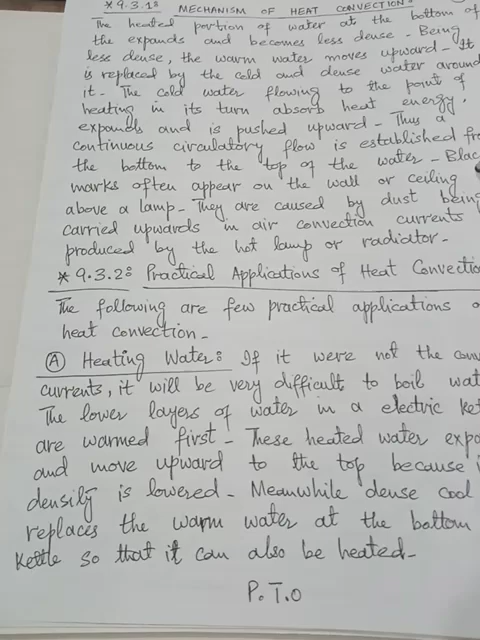 * 9.3.1: MECHANISM OF HEAT CONVECTION:
The heated portion of water at the bottom of
the expands and becomes less dense - Being
less dense, the warm water moves upward - It
is replaced by the cold and dense water around
it - The cold water flowing to the point of
heating in its turn absorb heat energy,
expands and is pushed upward - Thus a
continuous circulatory flow is established fro
the bottom to the top of the water - Blac
marks often appear on the wall or ceiling
above a lamp - They are caused by dust being
carried upwards in air convection currents
produced by the hot lamp or radiator -
* 9.3.2: Practical Applications of Heat Convectio
The following are few practical applications o
heat convection -
(A) Heating Water: If it were not the conv
currents, it will be very difficult to boil wat
The lower layers of water in a electric Ket
are warmed first - These heated water expa
and move upward to the top because i
density is lowered - Meanwhile dense cool
replaces the warm water at the bottom
Kettle so that it can also be heated -
P.T.O